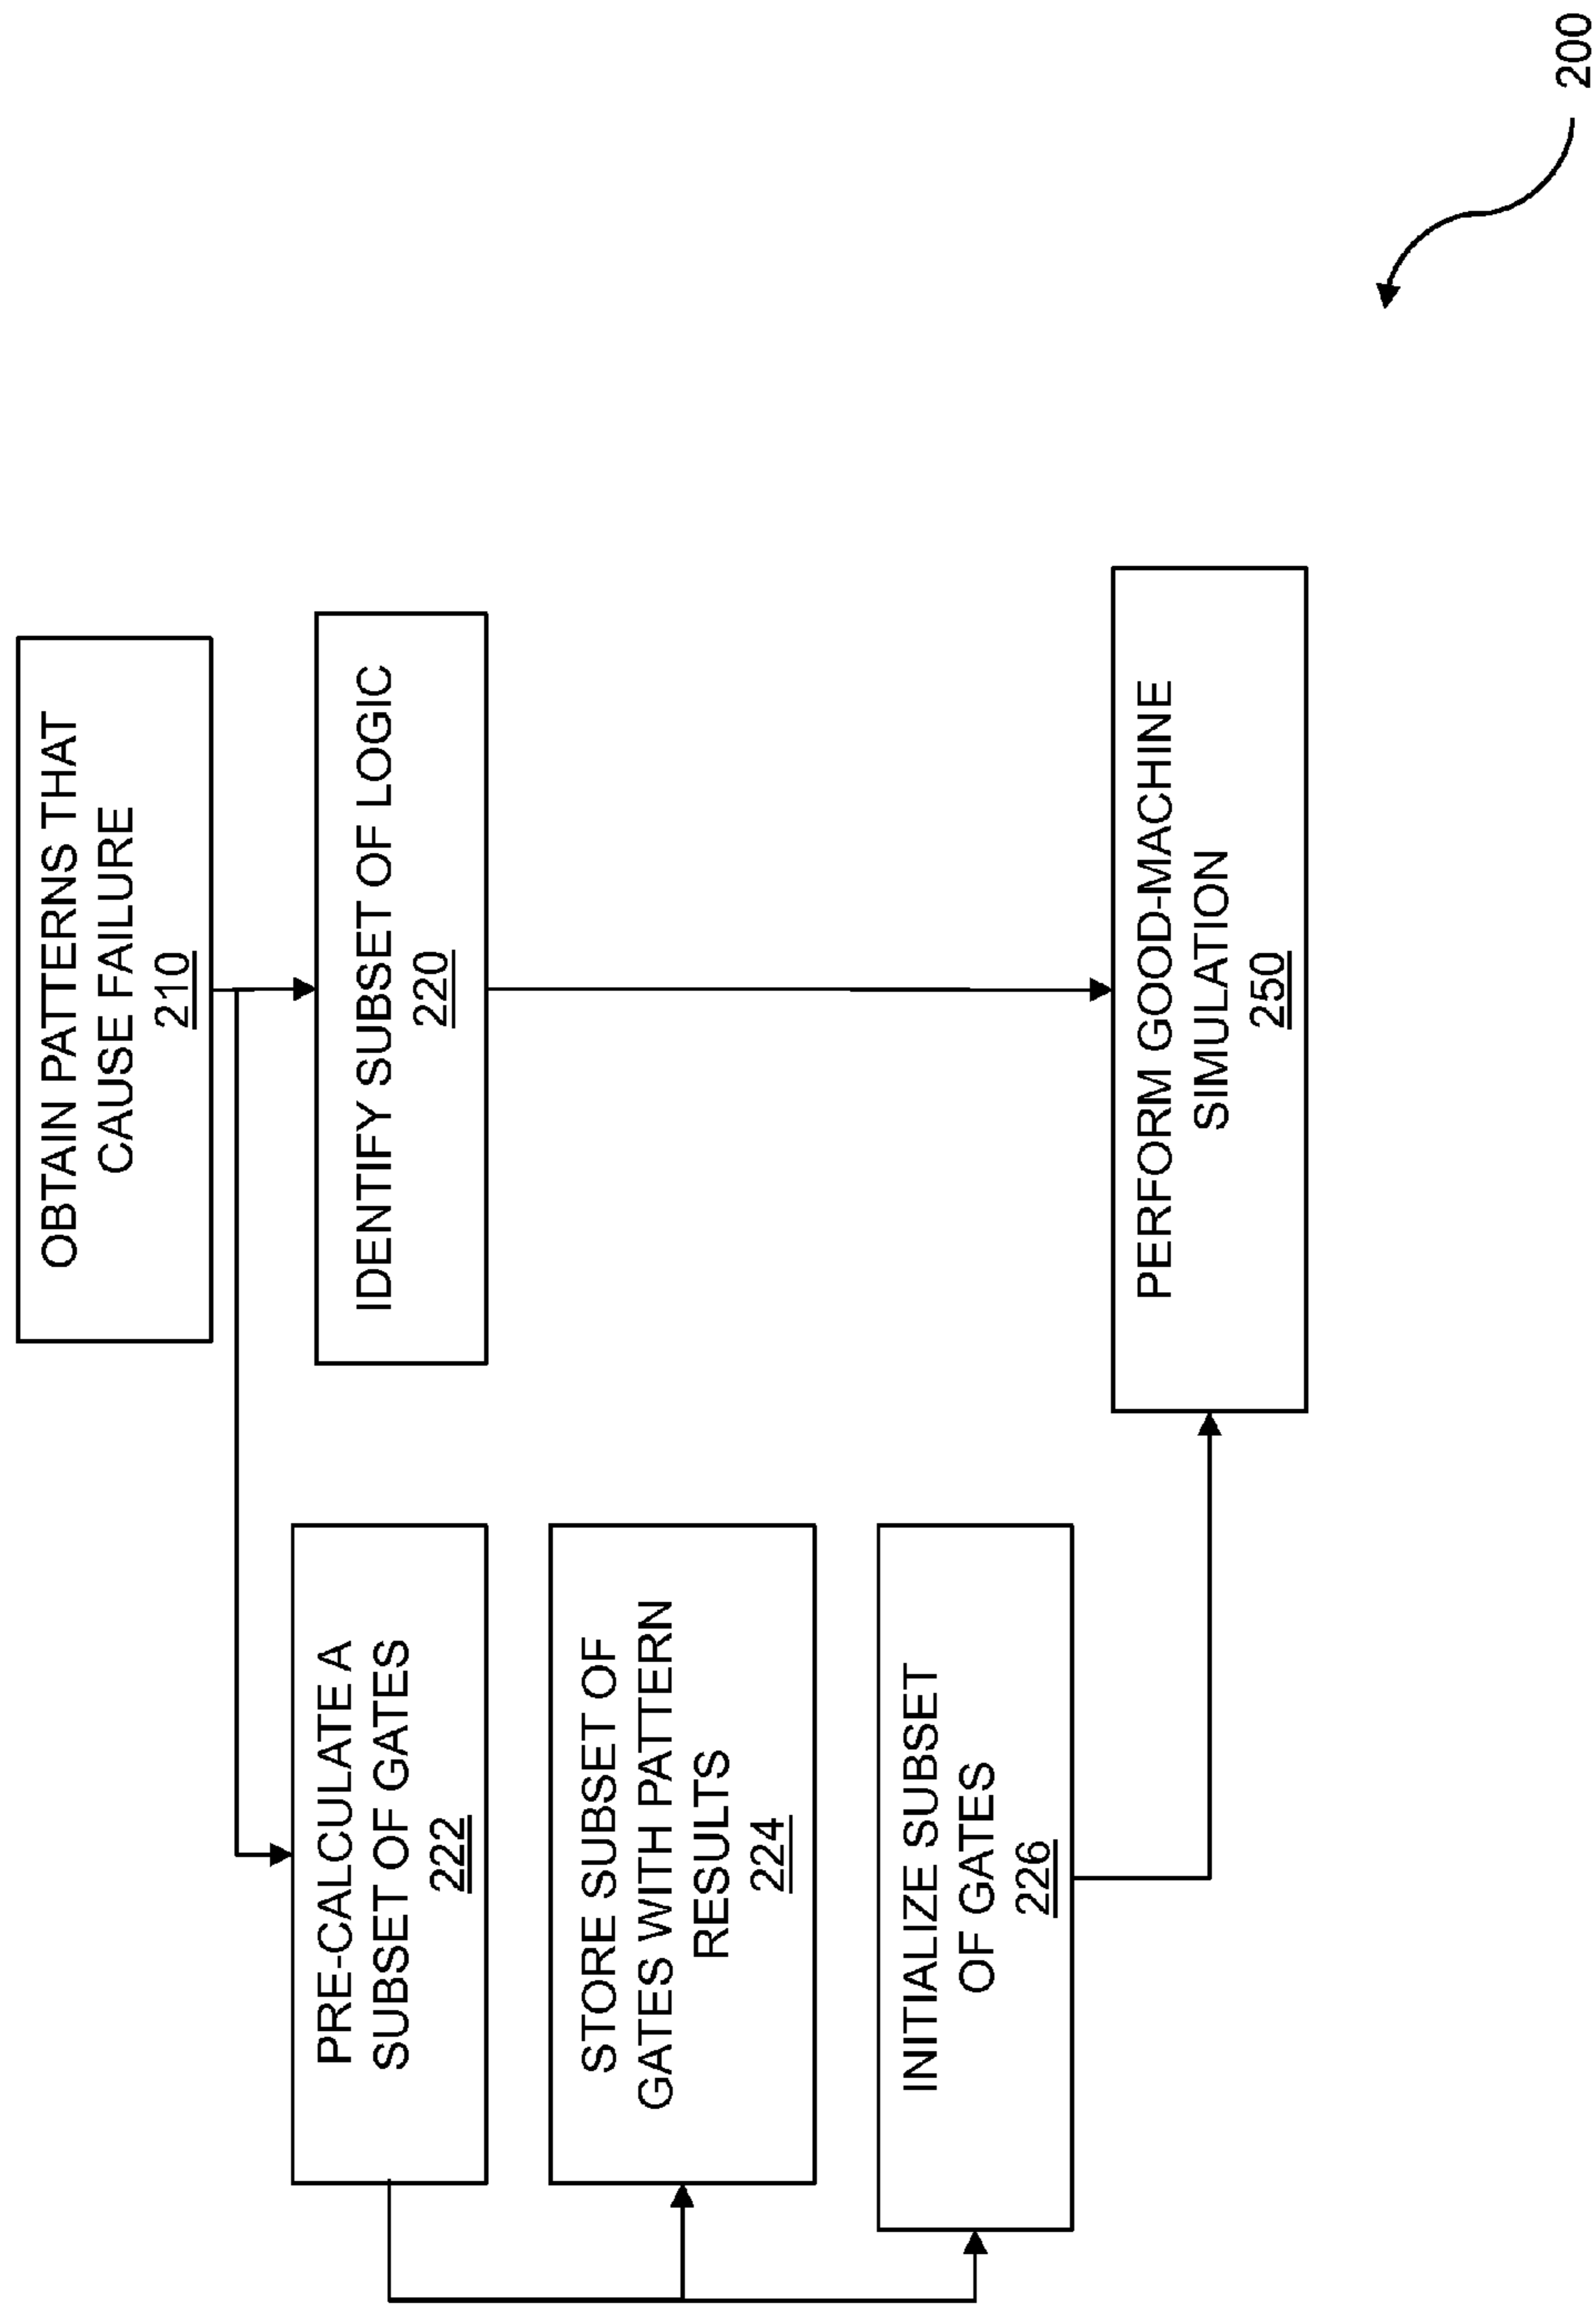 OBTAIN PATTERNS THAT
CAUSE FAILURE
210
IDENTIFY SUBSET OF LOGIC
220
PRE-CALCULATE A
SUBSET OF GATES
222
STORE SUBSET OF
GATES WITH PATTERN
RESULTS
224
INITIALIZE SUBSET
OF GATES
226
PERFORM GOOD-MACHINE
SIMULATION
250
200